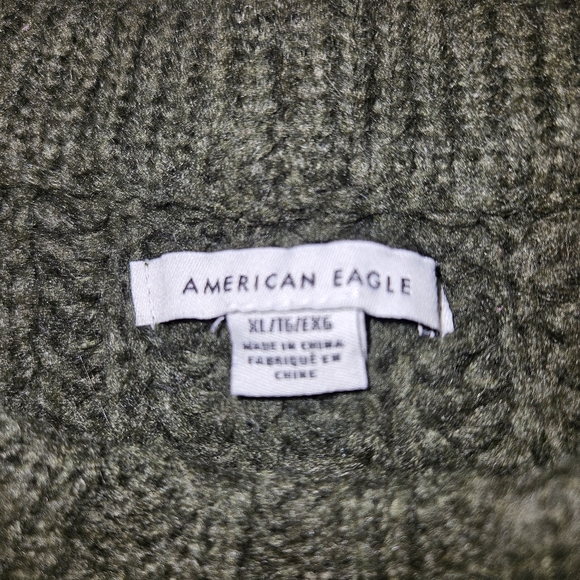 AMERICAN EAGLE
XL/TG/EXG
MADE IN CHINA
FABRIQUÉ EN
CHINE